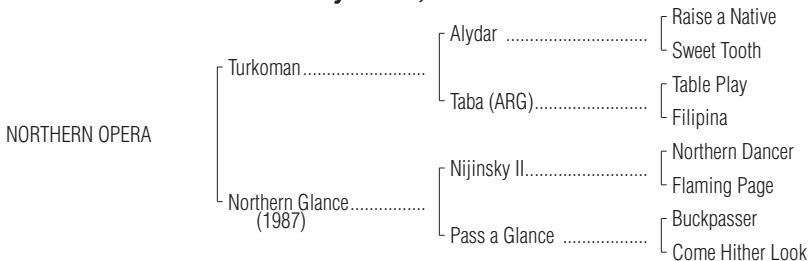 Raise a Native
Alydar ..............................
Sweet Tooth
Turkoman..........................
Table Play
Taba (ARG)........................
Filipina
NORTHERN OPERA
Northern Dancer
Nijinsky II..........................
Flaming Page
Northern Glance................
(1987)
Buckpasser
Pass a Glance ..................
Come Hither Look